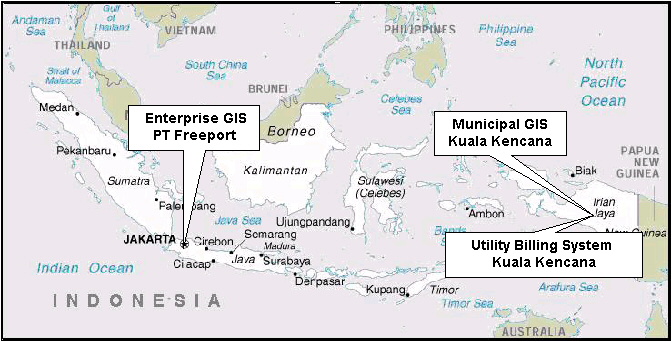 Andaman
Sea
Gulf
of
Thailand
THAILAND
VIETNAM
PHILIPPINES
Philippine
Sea
Strait of
Malacca
South China
Sea
North
Pacific
Ocean
BRUNEI
Celebes
Sea
Medan
Enterprise GIS
PT Freeport
Borneo
Municipal GIS
Kuala Kencana
PAPUA
NEW
GUINEA
Pekanbaru
Kalimantan
Sulawesi
(Celebes)
Biak
Sumatra
Irian
Jaya
Palembang
Java Sea
Ujungpandang
Ambon
New Guinea
JAKARTA
Cirebon
Semarang
Madura
Utility Billing System
Kuala Kencana
Indian Ocean
Cilacap
Java
Surabaya
Denpasar
Kupang
Timor
Arafura Sea
INDONESIA
Timor Sea
AUSTRALIA